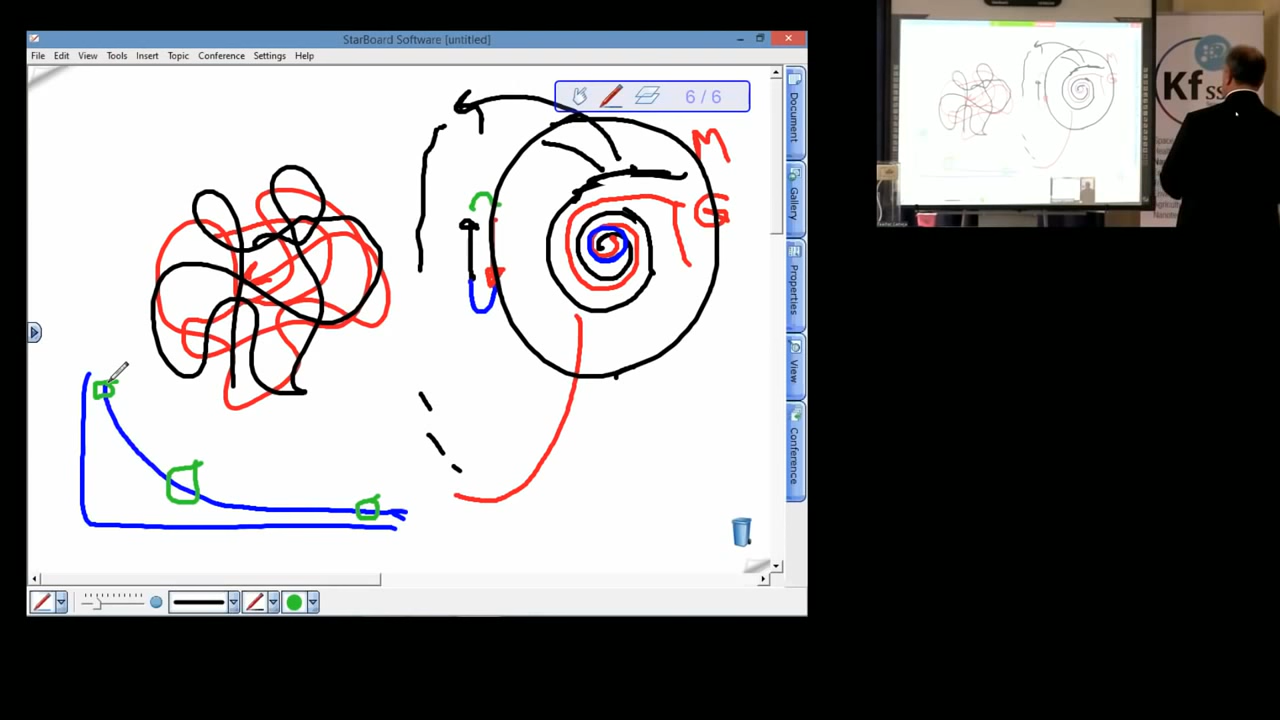 StarBoard Software [untitled]
File Edit View Tools Insert Topic Conference Settings Help
6 / 6
M
G
Document
Gallery
Properties
View
Conference
Kf ssi